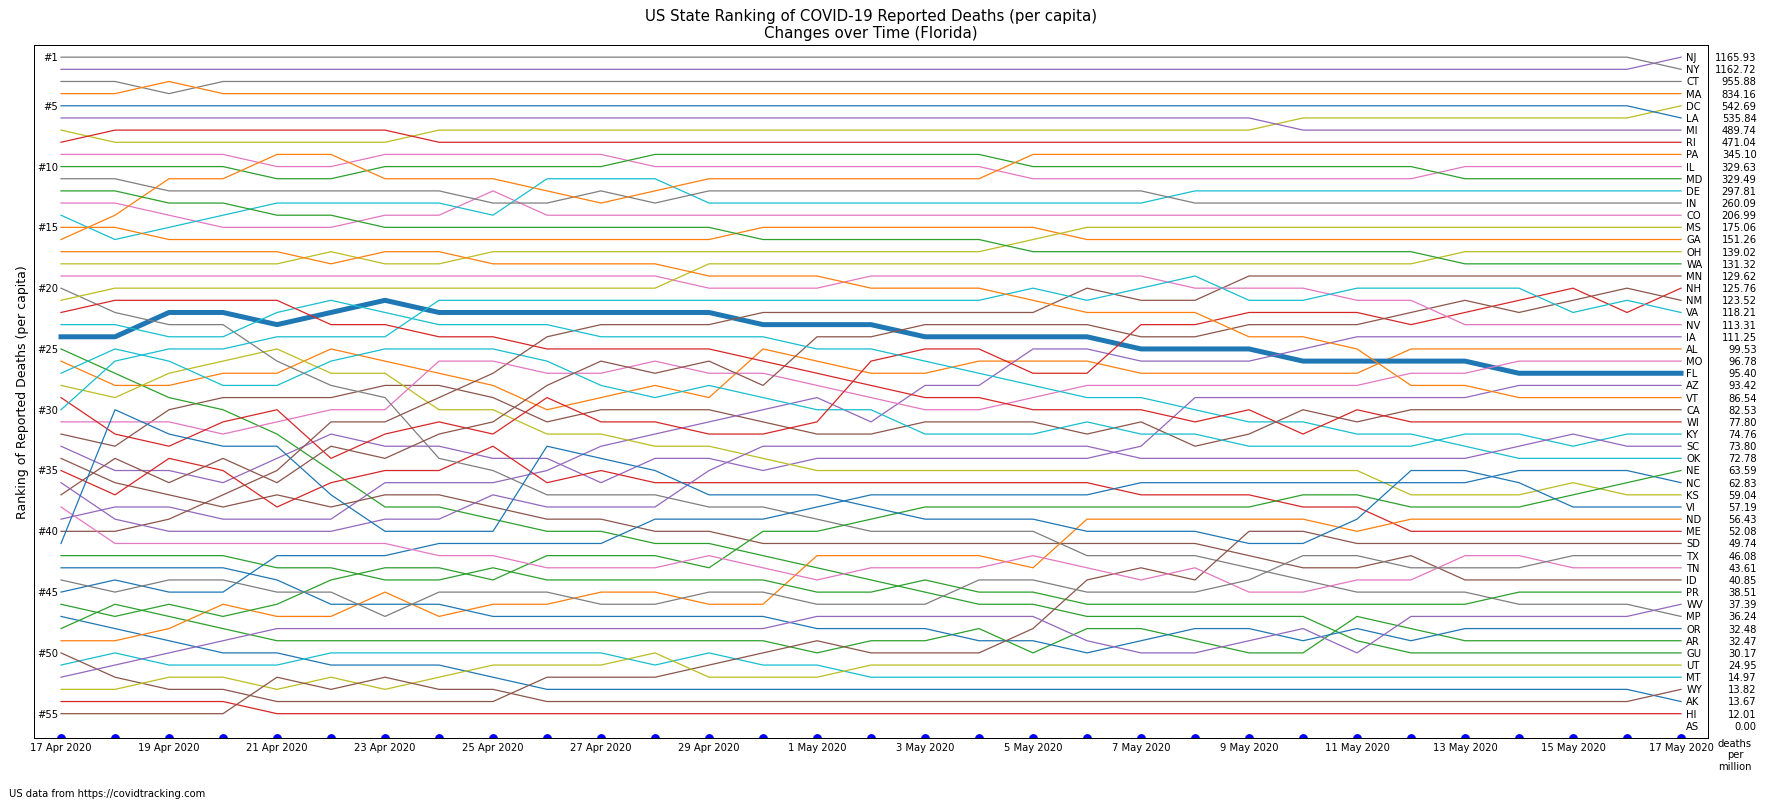 US State Ranking of COVID-19 Reported Deaths (per capita)
Changes over Time (Florida)
Ranking of Reported Deaths (per capita)
#1
#5
#10
#15
#20
#25
#30
#35
#40
#45
#50
#55
NJ 1165.93
NY 1162.72
CT 955.88
MA 834.16
DC 542.69
LA 535.84
MI 489.74
RI 471.04
PA 345.10
IL 329.63
MD 329.49
DE 297.81
IN 260.09
CO 206.99
MS 175.06
GA 151.26
OH 139.02
WA 131.32
MN 129.62
NH 125.76
NM 123.52
VA 118.21
NV 113.31
IA 111.25
AL 99.53
MO 96.78
FL 95.40
AZ 93.42
VT 86.54
CA 82.53
WI 77.80
KY 74.76
SC 73.80
OK 72.78
NE 63.59
NC 62.83
KS 59.04
VI 57.19
ND 56.43
ME 52.08
SD 49.74
TX 46.08
TN 43.61
ID 40.85
PR 38.51
WV 37.39
MP 36.24
OR 32.48
AR 32.47
GU 30.17
UT 24.95
MT 14.97
WY 13.82
AK 13.67
HI 12.01
AS 0.00
17 Apr 2020 19 Apr 2020 21 Apr 2020 23 Apr 2020 25 Apr 2020 27 Apr 2020 29 Apr 2020 1 May 2020 3 May 2020 5 May 2020 7 May 2020 9 May 2020 11 May 2020 13 May 2020 15 May 2020 17 May 2020
deaths
per
million
US data from https://covidtracking.com